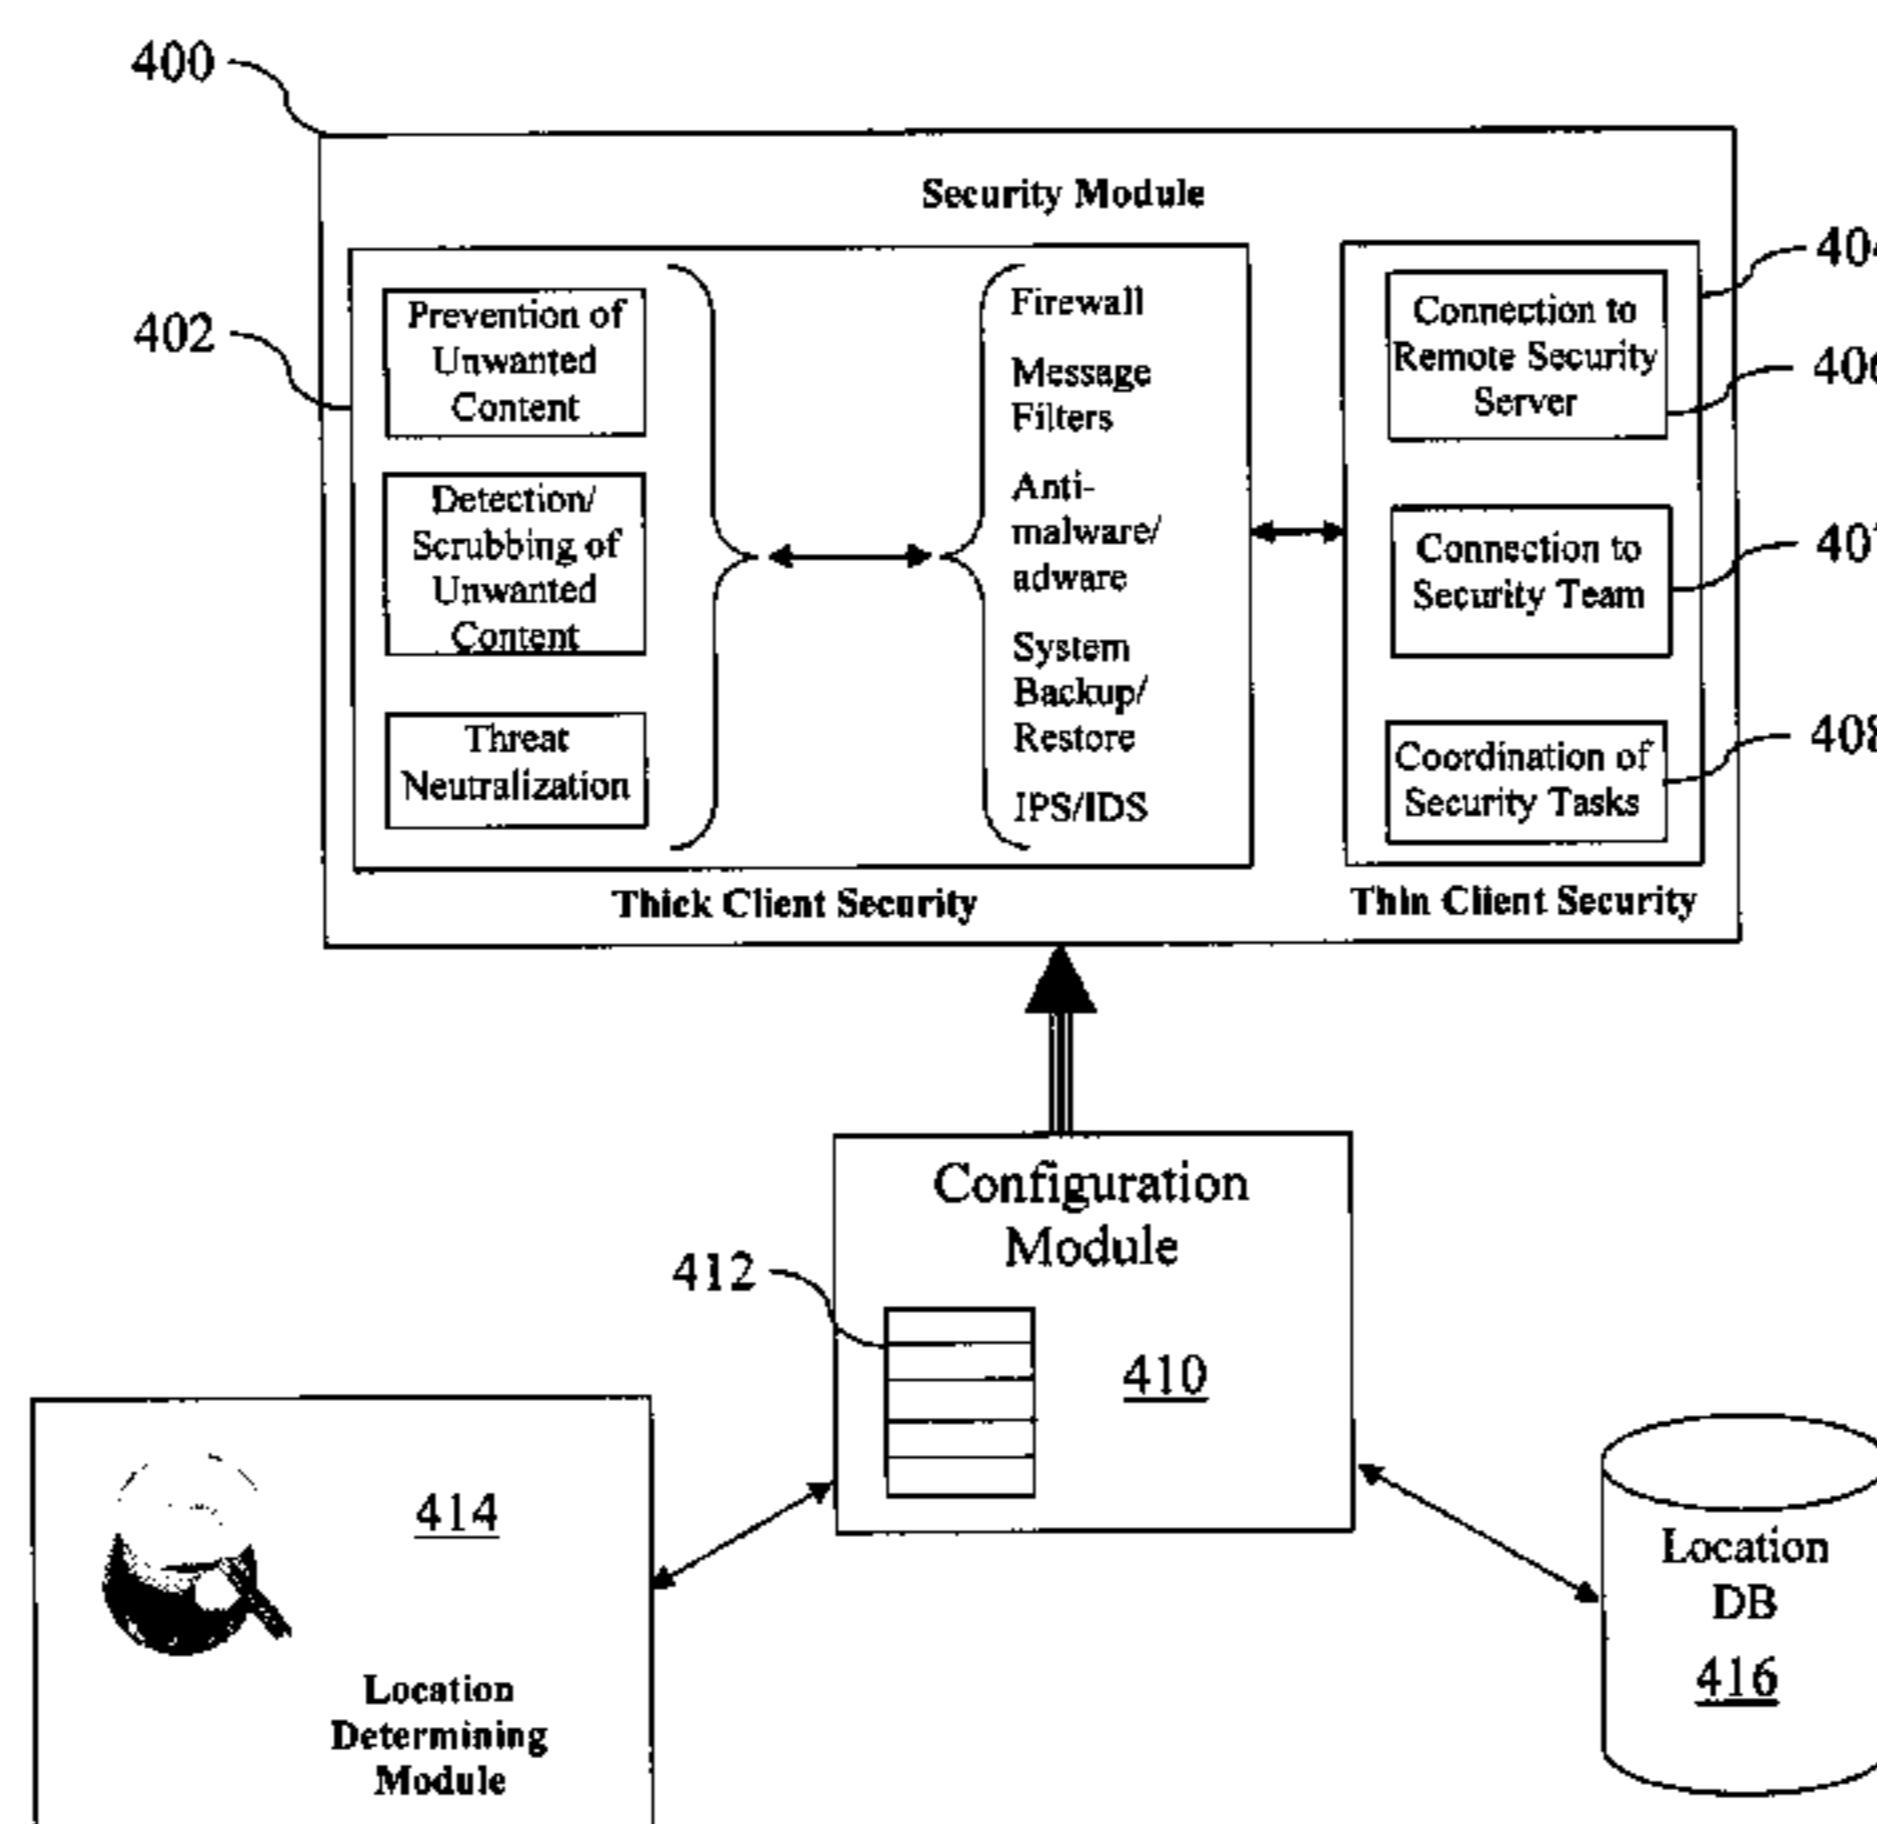 400
Security Module
402
Prevention of
Unwanted
Content
Detection/
Scrubbing of
Unwanted
Content
Threat
Neutralization
Firewall
Message
Filters
Anti-
malware/
adware
System
Backup/
Restore
IPS/IDS
Thick Client Security
Connection to
Remote Security
Server
Connection to
Security Team
Coordination of
Security Tasks
Thin Client Security
408
Configuration
Module
412
410
414
Location
Determining
Module
Location
DB
416